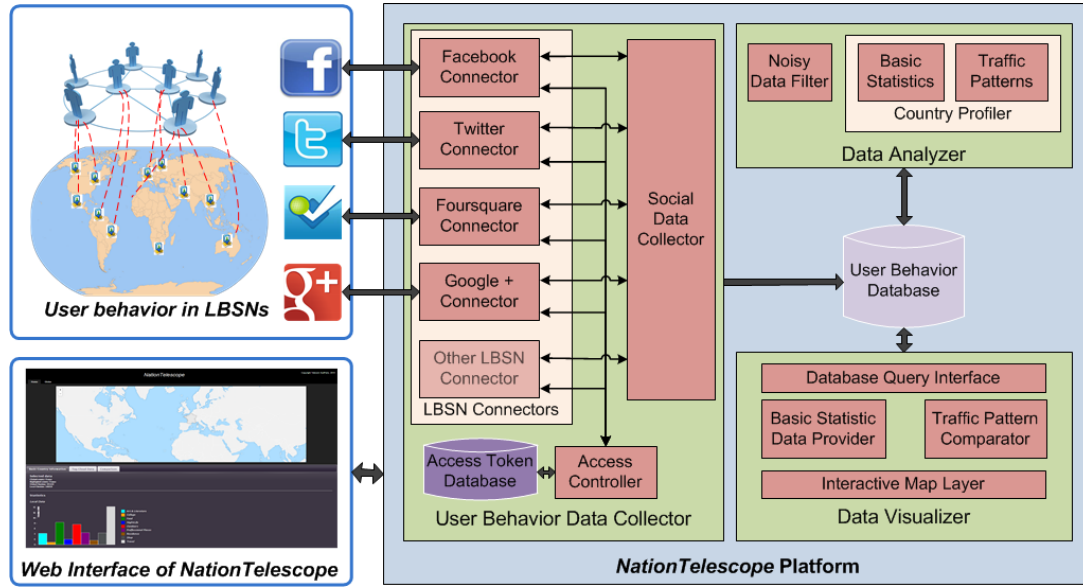 User behavior in LBSNs
f
t
g+
NationTelescope
Web Interface of NationTelescope
Facebook
Connector
Twitter
Connector
Foursquare
Connector
Google +
Connector
Other LBSN
Connector
LBSN Connectors
Social
Data
Collector
Access Token
Database
Access
Controller
User Behavior Data Collector
Noisy
Data Filter
Basic
Statistics
Traffic
Patterns
Country Profiler
Data Analyzer
User Behavior
Database
Database Query Interface
Basic Statistic
Data Provider
Traffic Pattern
Comparator
Interactive Map Layer
Data Visualizer
NationTelescope Platform